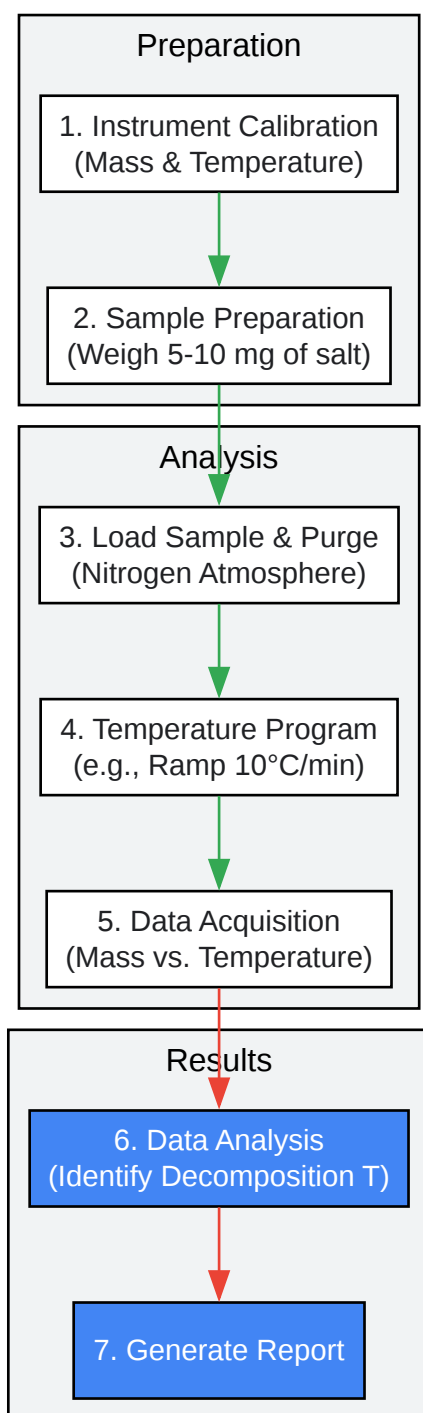 Preparation
1. Instrument Calibration
(Mass & Temperature)
2. Sample Preparation
(Weigh 5-10 mg of salt)
Analysis
3. Load Sample & Purge
(Nitrogen Atmosphere)
4. Temperature Program
(e.g., Ramp 10°C/min)
5. Data Acquisition
(Mass vs. Temperature)
Results
6. Data Analysis
(Identify Decomposition T)
7. Generate Report